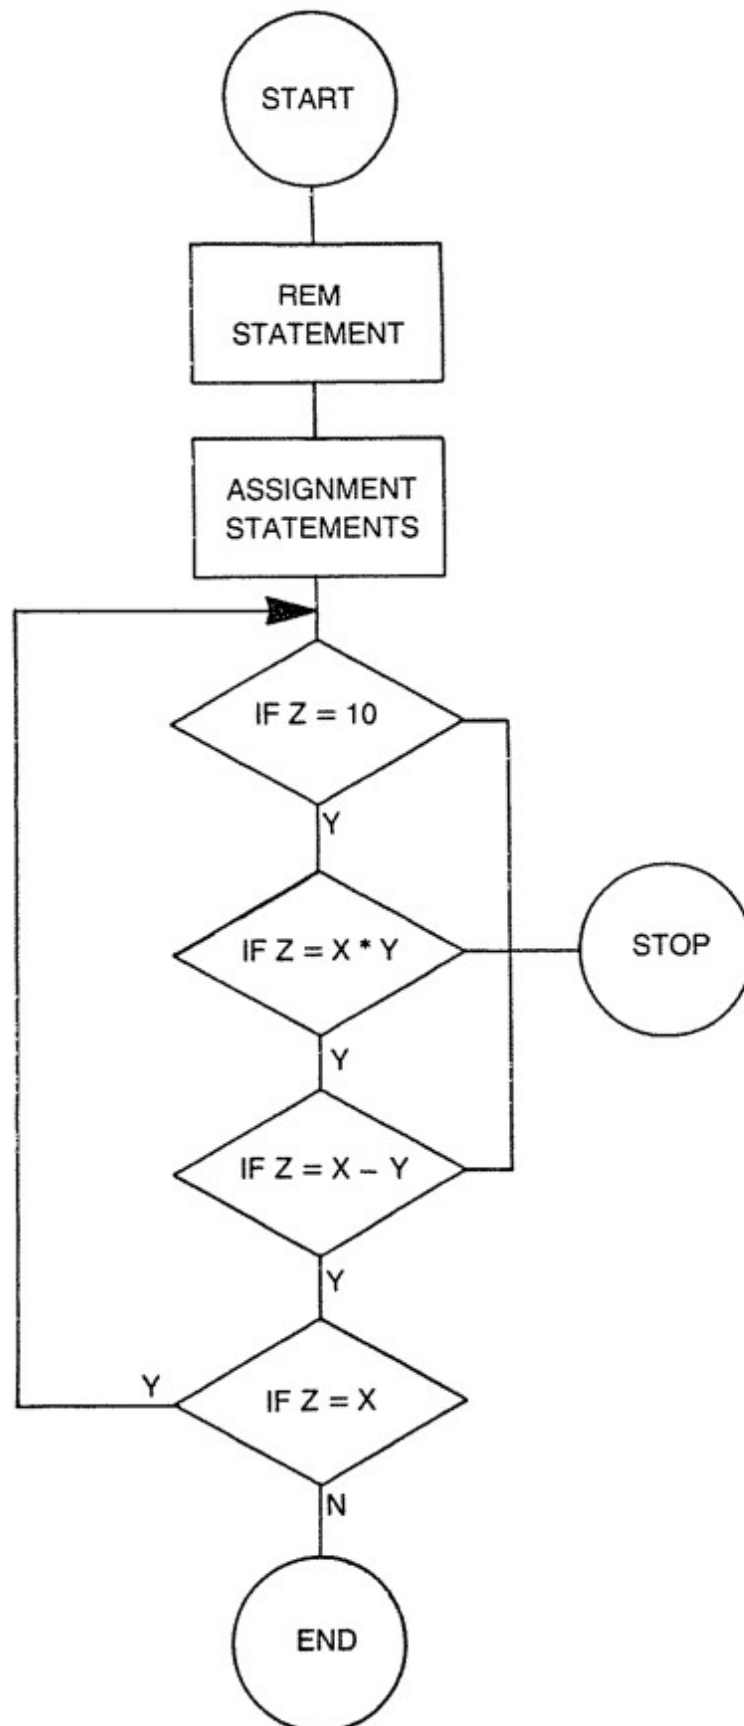 START
REM
STATEMENT
ASSIGNMENT
STATEMENTS
IF Z = 10
Y
IF Z = X * Y
STOP
Y
IF Z = X – Y
Y
Y
IF Z = X
N
END